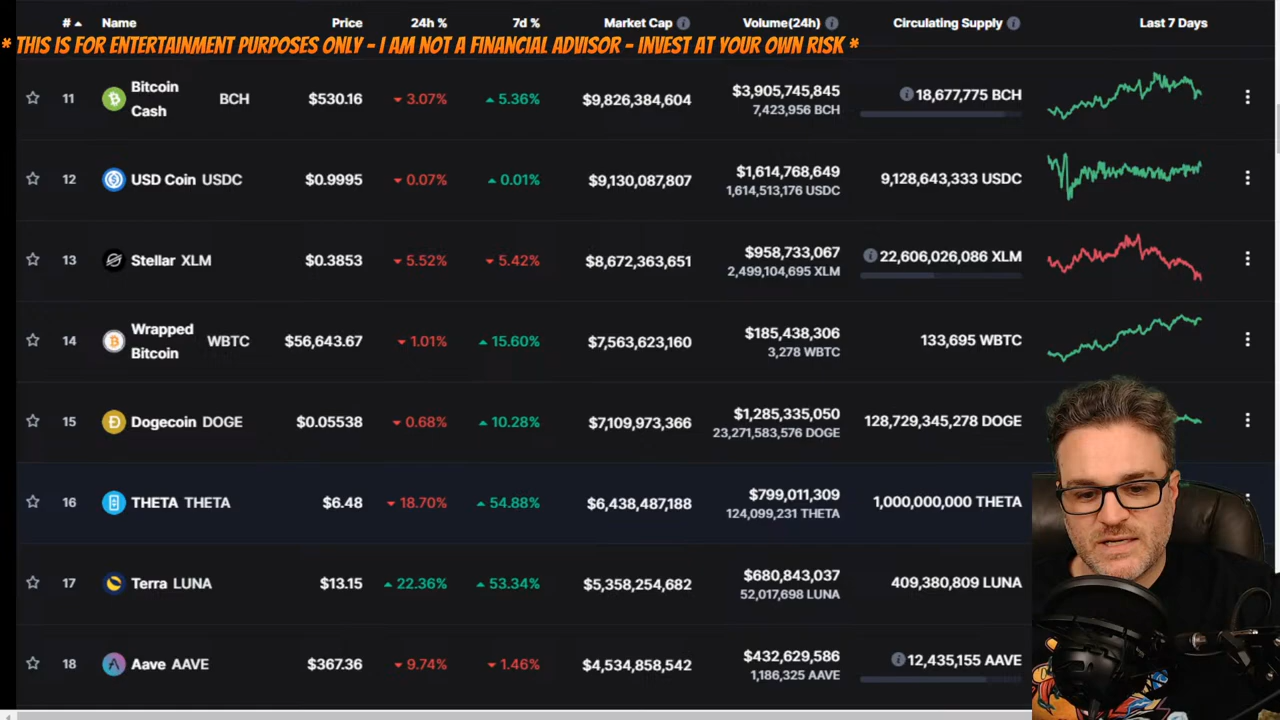 # Name Price 24h % 7d % Market Cap Volume(24h) Circulating Supply Last 7 Days
* THIS IS FOR ENTERTAINMENT PURPOSES ONLY - I AM NOT A FINANCIAL ADVISOR - INVEST AT YOUR OWN RISK *
11 Bitcoin Cash BCH $530.16 3.07% 5.36% $9,826,384,604 $3,905,745,845 18,677,775 BCH
7,423,956 BCH
12 USD Coin USDC $0.9995 0.07% 0.01% $9,130,087,807 $1,614,768,649 9,128,643,333 USDC
1,614,513,176 USDC
13 Stellar XLM $0.3853 5.52% 5.42% $8,672,363,651 $958,733,067 22,606,026,086 XLM
2,499,104,695 XLM
14 Wrapped Bitcoin WBTC $56,643.67 1.01% 15.60% $7,563,623,160 $185,438,306 133,695 WBTC
3,278 WBTC
15 Dogecoin DOGE $0.05538 0.68% 10.28% $7,109,973,366 $1,285,335,050 128,729,345,278 DOGE
23,271,583,576 DOGE
16 THETA THETA $6.48 18.70% 54.88% $6,438,487,188 $799,011,309 1,000,000,000 THETA
124,099,231 THETA
17 Terra LUNA $13.15 22.36% 53.34% $5,358,254,682 $680,843,037 409,380,809 LUNA
52,017,698 LUNA
18 Aave AAVE $367.36 9.74% 1.46% $4,534,858,542 $432,629,586 12,435,155 AAVE
1,186,325 AAVE